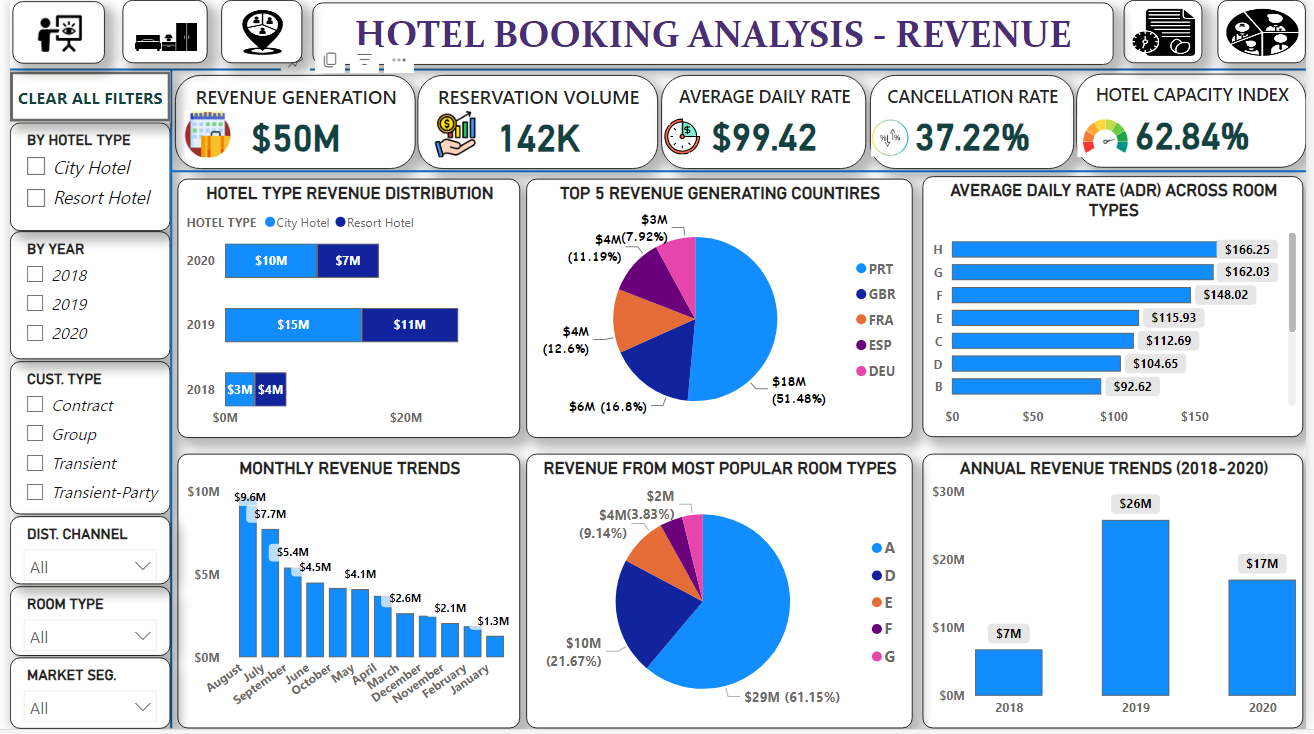 HOTEL BOOKING ANALYSIS - REVENUE
CLEAR ALL FILTERS
BY HOTEL TYPE
City Hotel
Resort Hotel
BY YEAR
2018
2019
2020
CUST. TYPE
Contract
Group
Transient
Transient-Party
DIST. CHANNEL
All
ROOM TYPE
All
MARKET SEG.
All
REVENUE GENERATION
$50M
RESERVATION VOLUME
142K
AVERAGE DAILY RATE
$99.42
CANCELLATION RATE
37.22%
HOTEL CAPACITY INDEX
62.84%
HOTEL TYPE REVENUE DISTRIBUTION
HOTEL TYPE City Hotel Resort Hotel
2020 $10M $7M
2019 $15M $11M
2018 $3M $4M
$0M $20M
TOP 5 REVENUE GENERATING COUNTIRES
$3M
(7.92%)
$4M
(11.19%)
$4M
(12.6%)
$6M (16.8%)
$18M
(51.48%)
PRT
GBR
FRA
ESP
DEU
AVERAGE DAILY RATE (ADR) ACROSS ROOM
TYPES
H $166.25
G $162.03
F $148.02
E $115.93
C $112.69
D $104.65
B $92.62
$0 $50 $100 $150
MONTHLY REVENUE TRENDS
$10M
$5M
$0M
$9.6M
$7.7M
$5.4M
$4.5M
$4.1M
$2.6M
$2.1M
$1.3M
August
July
September
June
October
May
April
March
December
November
February
January
REVENUE FROM MOST POPULAR ROOM TYPES
$2M
(3.83%)
$4M
(9.14%)
$10M
(21.67%)
$29M (61.15%)
A
D
E
F
G
ANNUAL REVENUE TRENDS (2018-2020)
$30M
$20M
$10M
$0M
$7M
$26M
$17M
2018 2019 2020